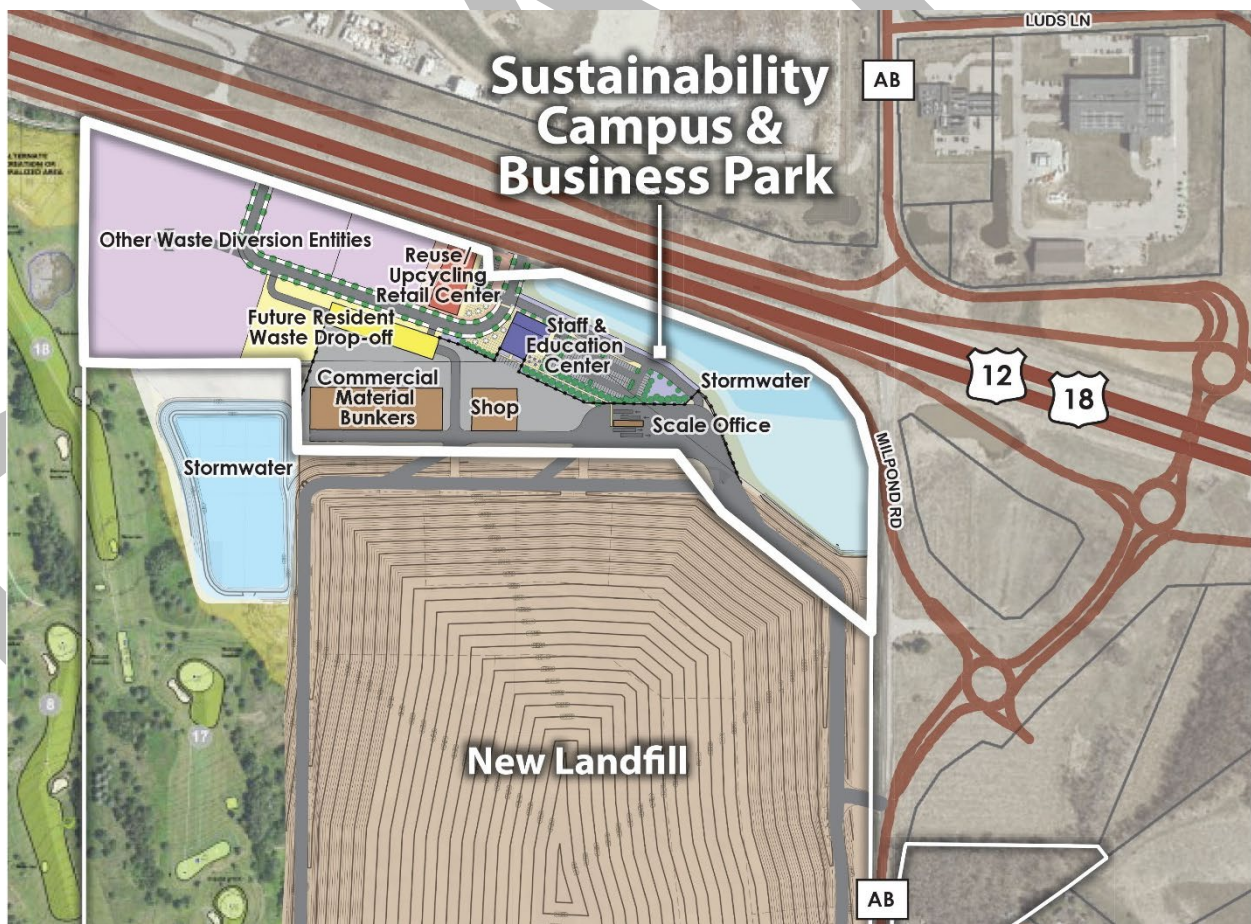 LUDS LN
AB
Sustainability
Campus &
Business Park
Other Waste Diversion Entities
Reuse/
Upcycling
Retail Center
Future Resident
Waste Drop-off
Staff &
Education
Center
Commercial
Material
Bunkers
Shop
Stormwater
Scale Office
12
18
MILPOND RD
Stormwater
18
8
17
New Landfill
AB